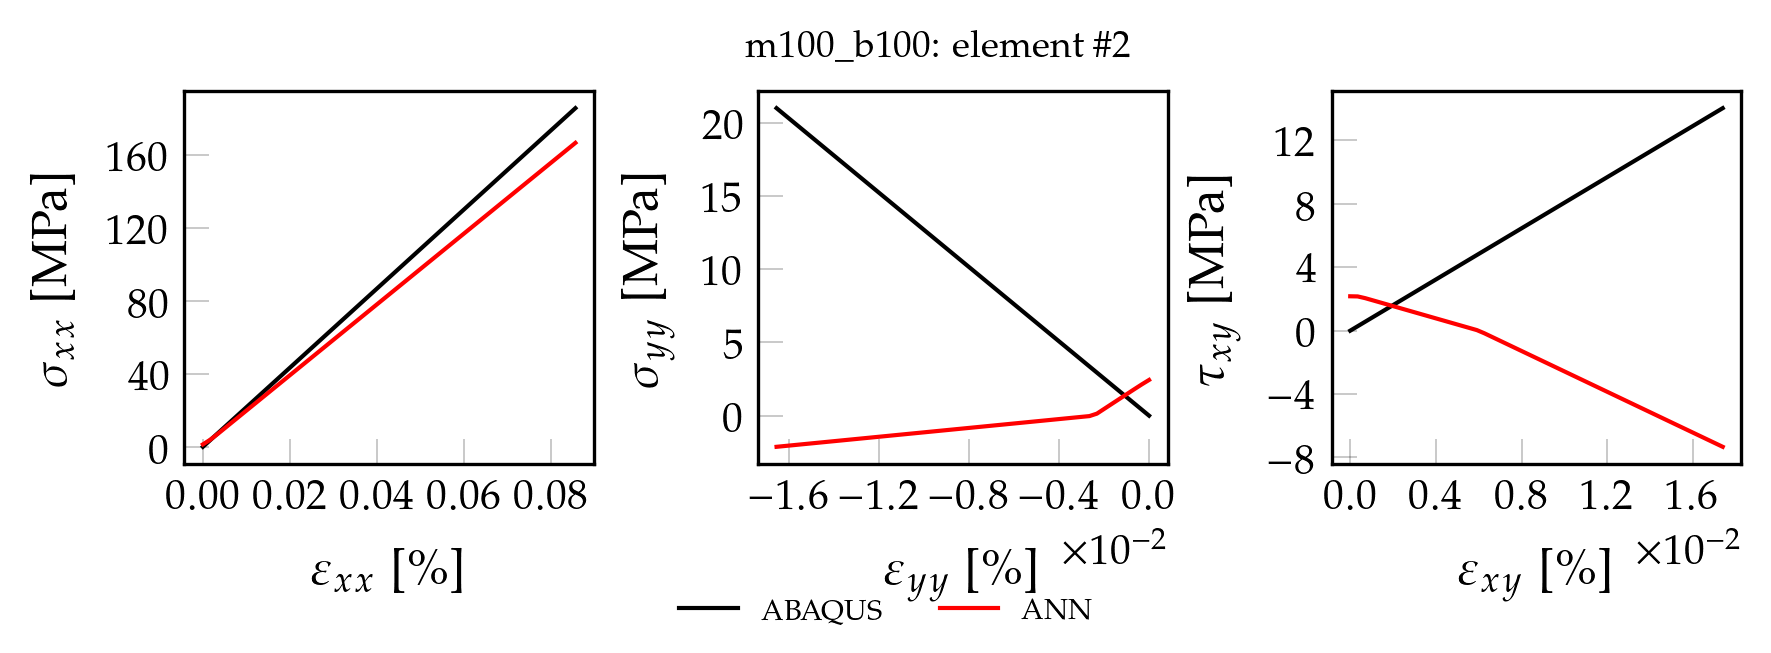 m100_b100: element #2
σxx [MPa]
160
120
80
40
0
0.00 0.02 0.04 0.06 0.08
εxx [%]
σyy [MPa]
20
15
10
5
0
−1.6 −1.2 −0.8 −0.4 0.0
×10−2
εyy [%]
τxy [MPa]
12
8
4
0
−4
−8
0.0 0.4 0.8 1.2 1.6
×10−2
εxy [%]
ABAQUS ANN